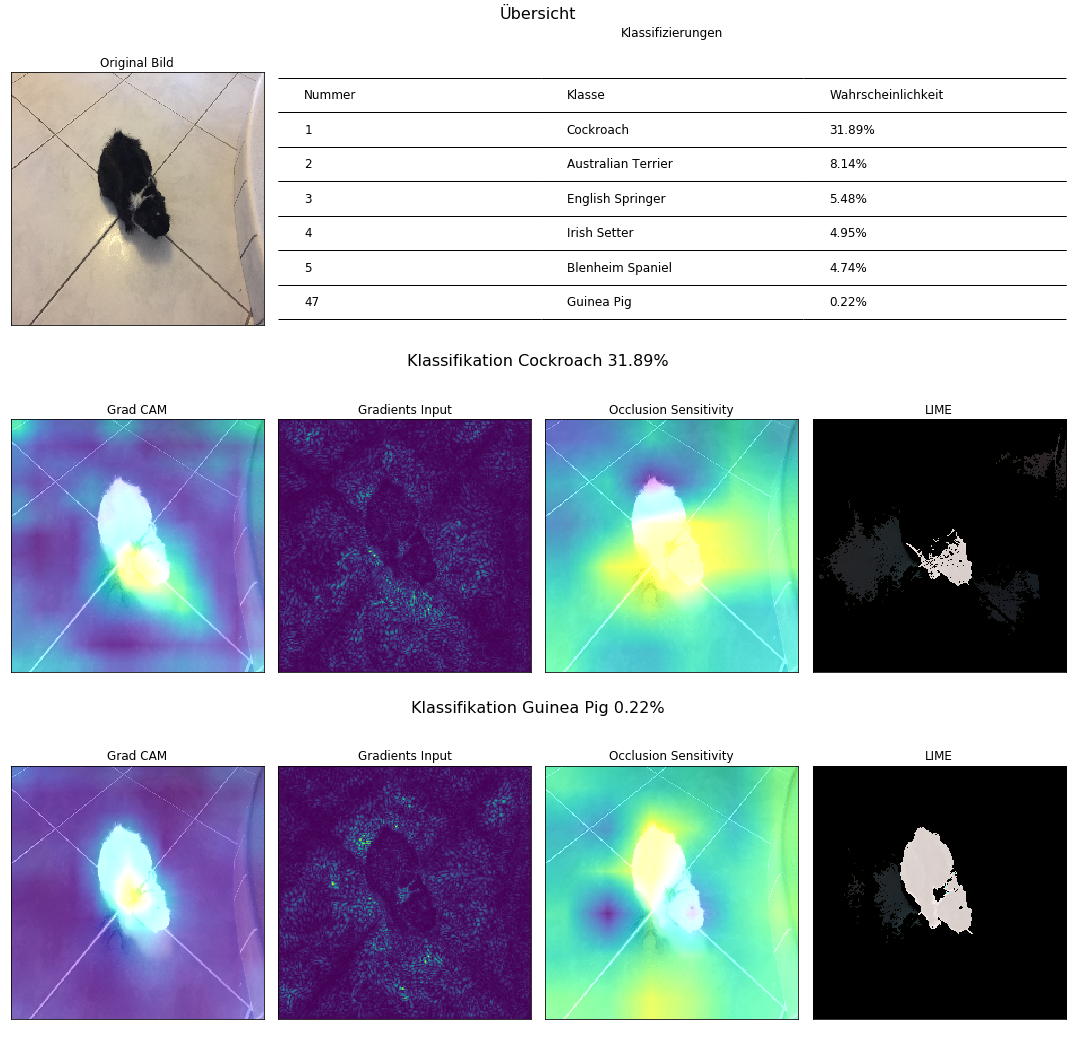 Übersicht
Klassifizierungen
Original Bild
Nummer Klasse Wahrscheinlichkeit
1 Cockroach 31.89%
2 Australian Terrier 8.14%
3 English Springer 5.48%
4 Irish Setter 4.95%
5 Blenheim Spaniel 4.74%
47 Guinea Pig 0.22%
Klassifikation Cockroach 31.89%
Grad CAM Gradients Input Occlusion Sensitivity LIME
Klassifikation Guinea Pig 0.22%
Grad CAM Gradients Input Occlusion Sensitivity LIME